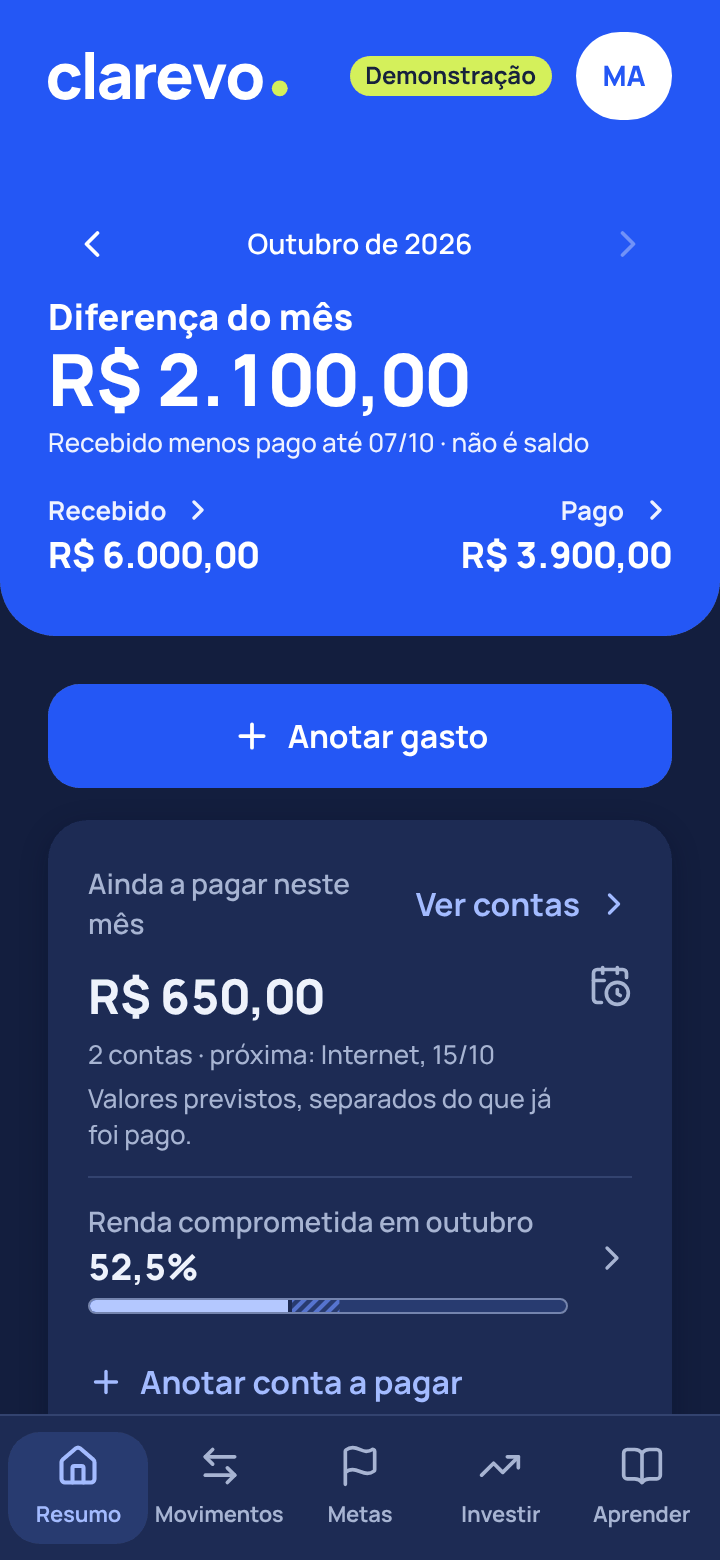 clarevo.
Demonstração
MA
Outubro de 2026
Diferença do mês
R$ 2.100,00
Recebido menos pago até 07/10 · não é saldo
Recebido
Pago
R$ 6.000,00
R$ 3.900,00
Anotar gasto
Ainda a pagar neste
mês
Ver contas
R$ 650,00
2 contas · próxima: Internet, 15/10
Valores previstos, separados do que já
foi pago.
Renda comprometida em outubro
52,5%
Anotar conta a pagar
Resumo
Movimentos
Metas
Investir
Aprender